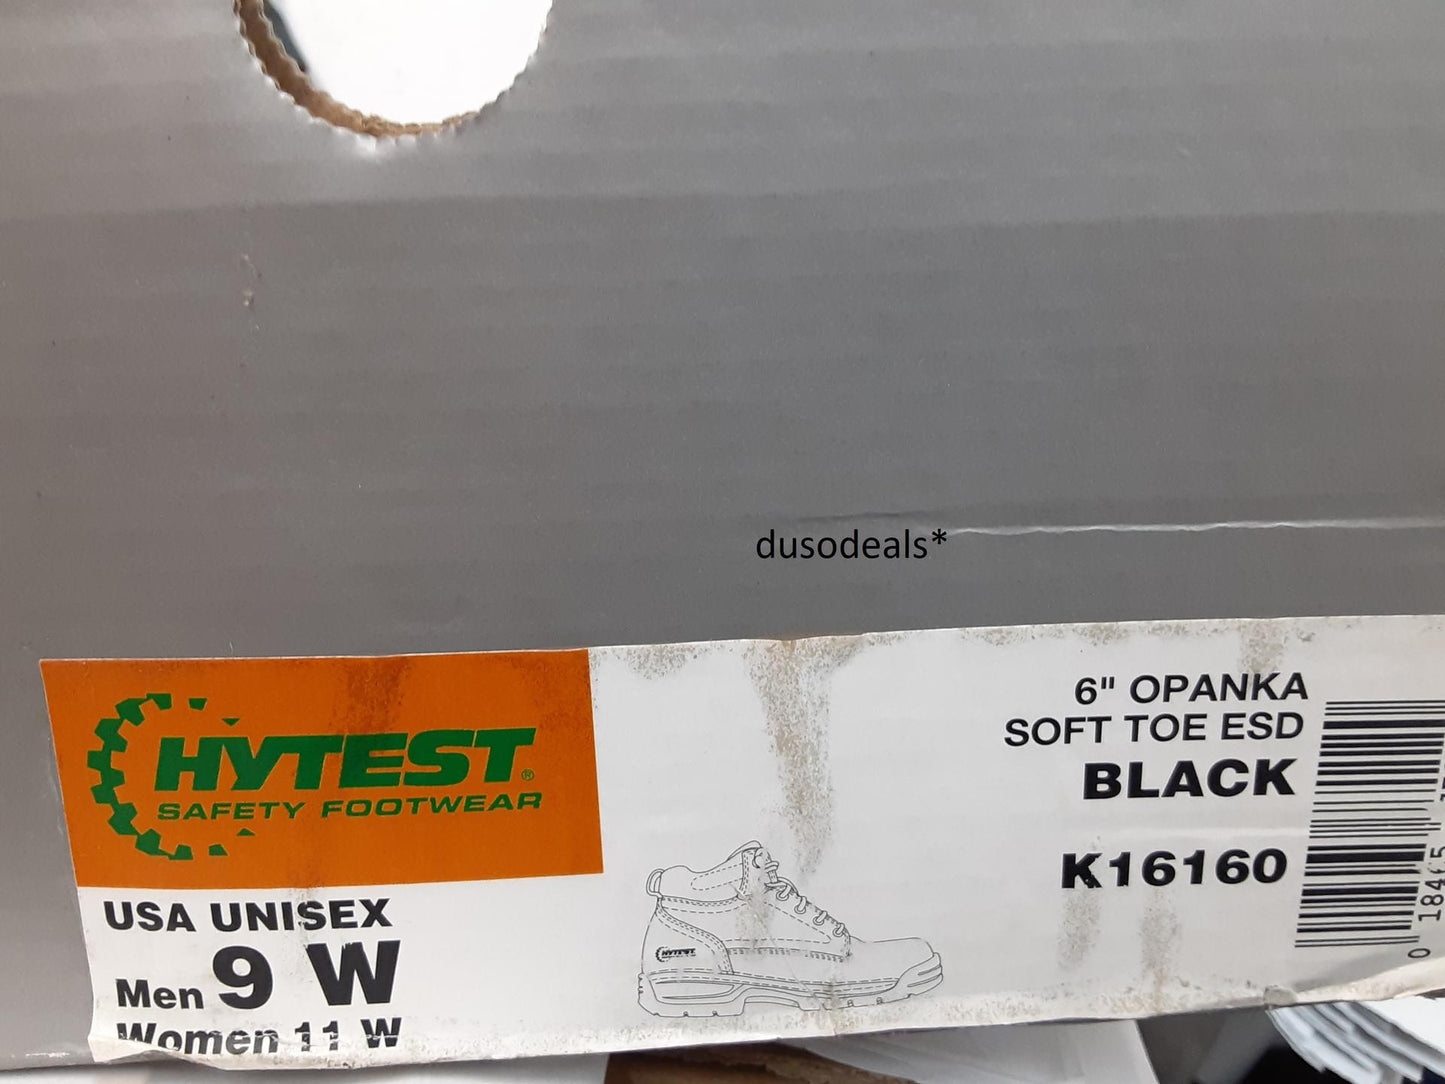 dusodeals*
HYTEST®
SAFETY FOOTWEAR
USA UNISEX
Men 9 W
Women 11 W
HYTEST
6" OPANKA
SOFT TOE ESD
BLACK
K16160